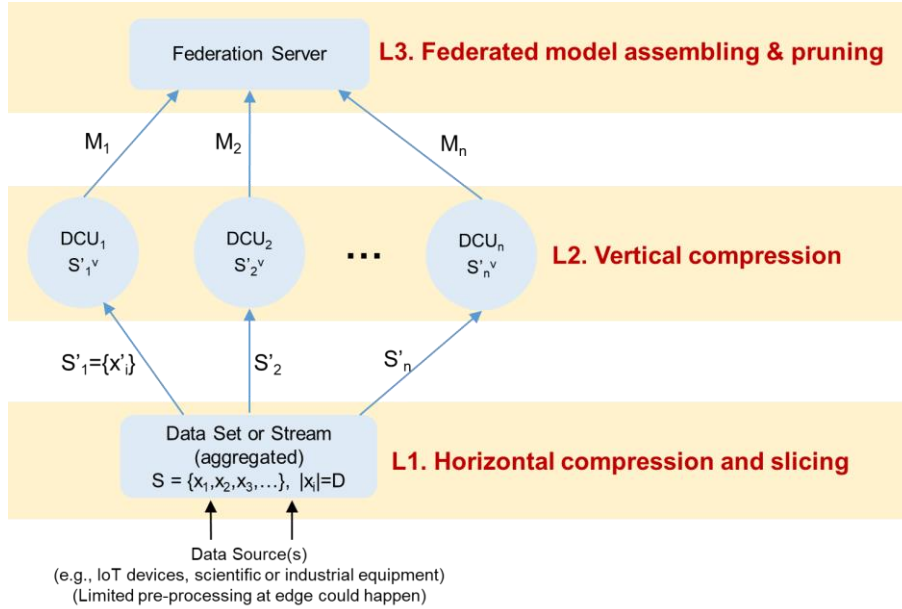 Federation Server
L3. Federated model assembling & pruning
M₁
M₂
Mₙ
DCU₁
S'₁ᵛ
DCU₂
S'₂ᵛ
...
DCUₙ
S'ₙᵛ
L2. Vertical compression
S'₁={x'ᵢ}
S'₂
S'ₙ
Data Set or Stream
(aggregated)
S = {x₁,x₂,x₃,…}, |xᵢ|=D
L1. Horizontal compression and slicing
Data Source(s)
(e.g., IoT devices, scientific or industrial equipment)
(Limited pre-processing at edge could happen)